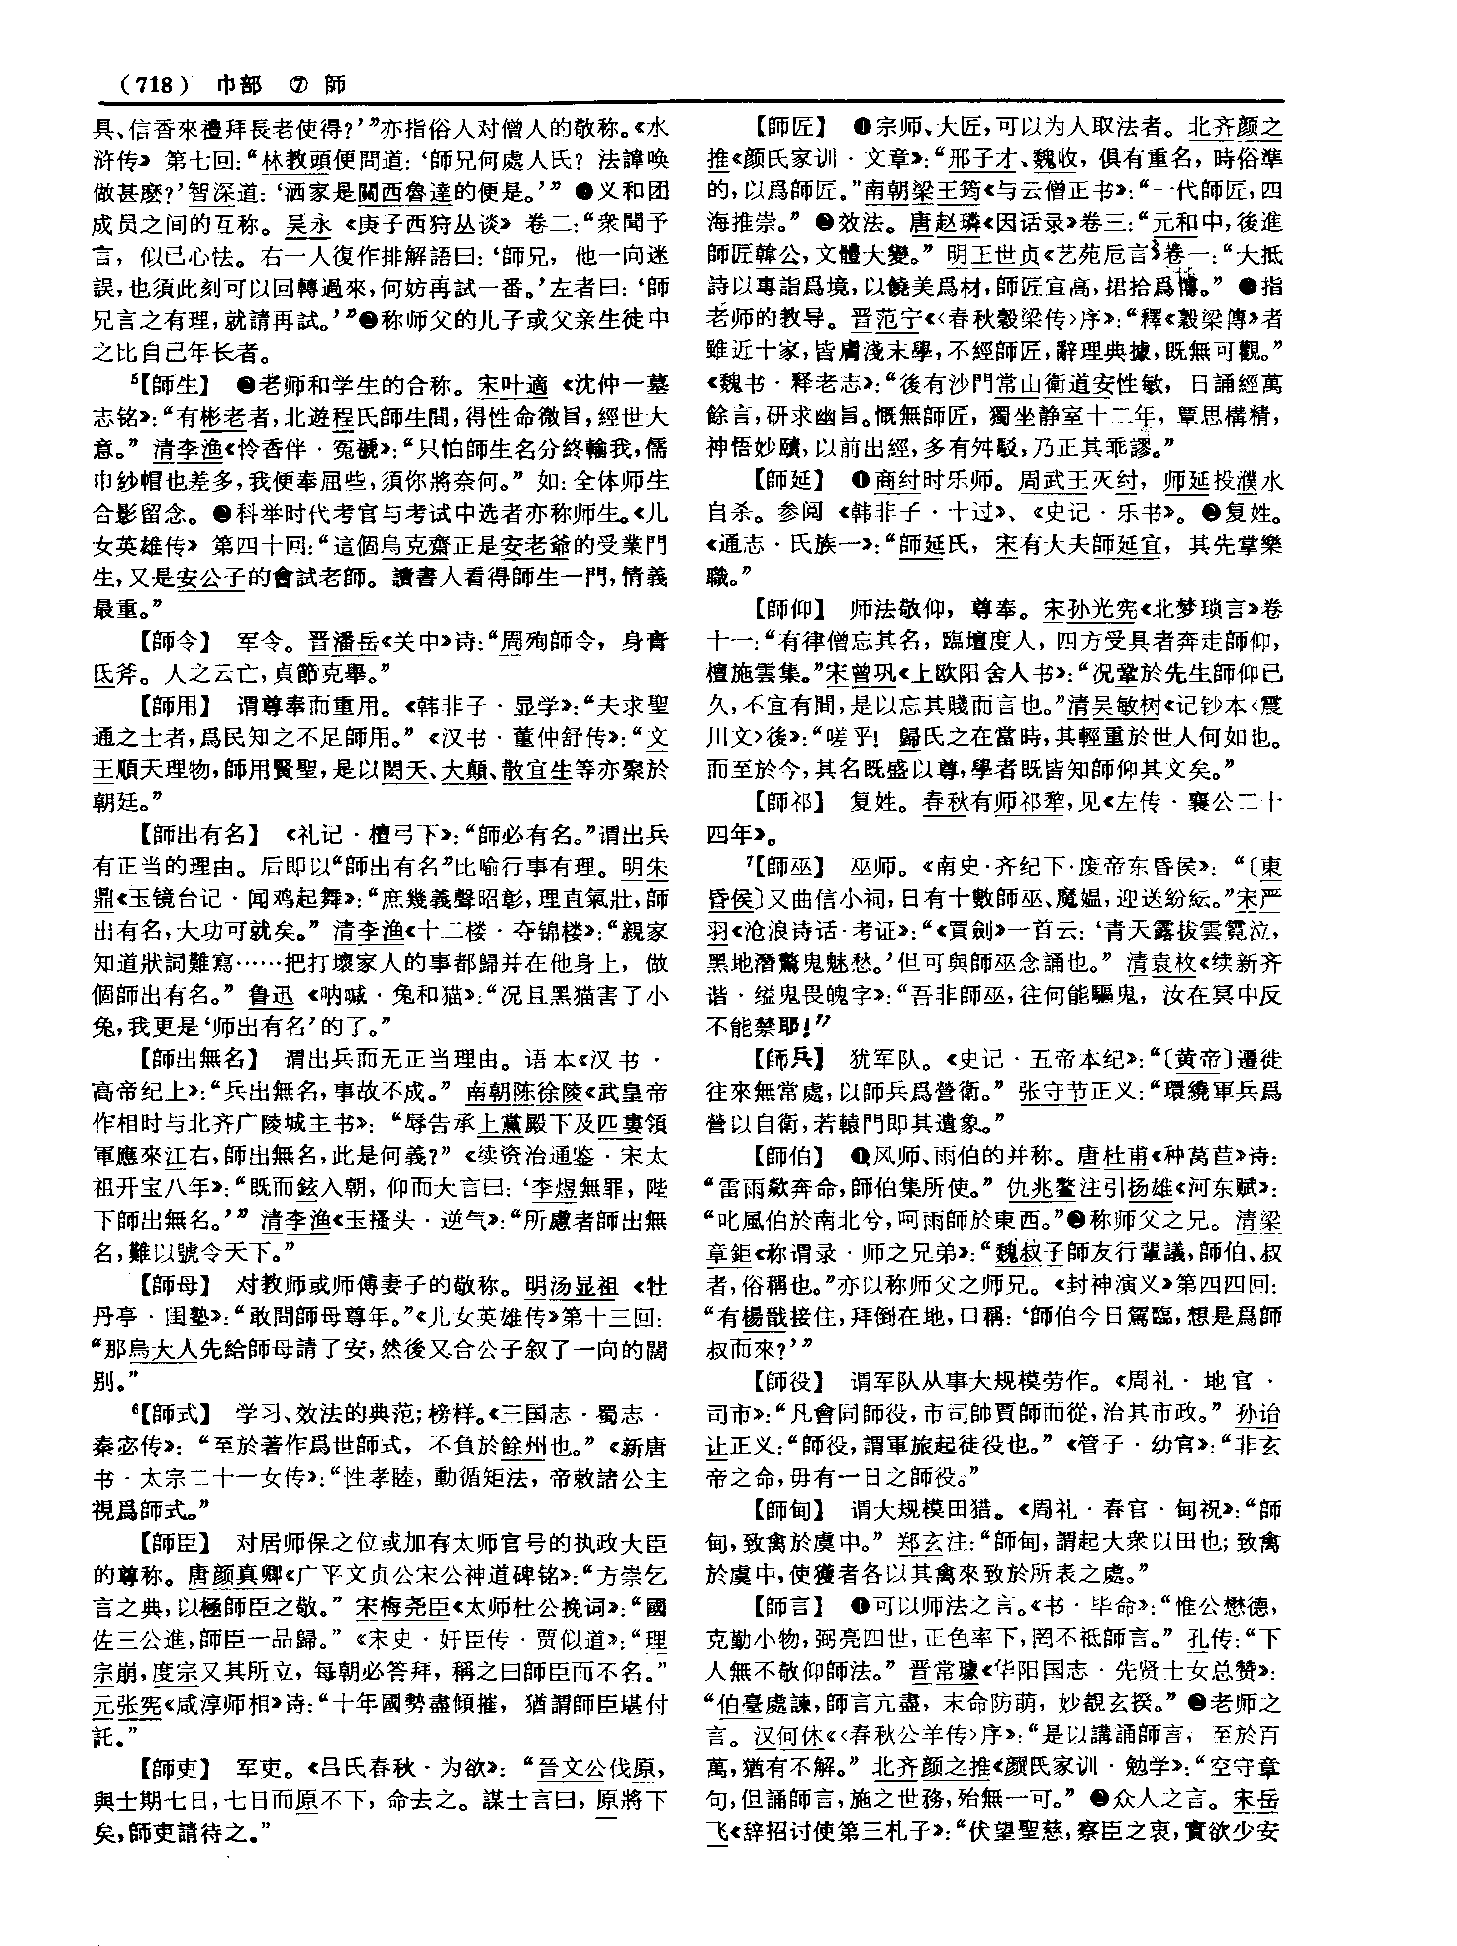 （718） 巾部 ⑦ 師
具、信香來禮拜長老使得？’”亦指俗人对僧人的敬称。《水
浒传》 第七回：“林教頭便問道：‘師兄何處人氏？法諱唤
做甚麽？’智深道：‘洒家是關西魯達的便是。’” ●义和团
成员之间的互称。吴永《庚子西狩丛谈》卷二：“衆聞予
言，似已心怯。右一人復作排解語曰：‘師兄，他一向迷
誤，也須此刻可以回轉過來，何妨再試一番。’左者曰：‘師
兄言之有理，就請再試。’”❷称师父的儿子或父亲生徒中
之比自己年长者。
5【師生】 ❷老师和学生的合称。宋叶適《沈仲一墓
志铭》：“有彬老者，北遊程氏師生間，得性命微旨，經世大
意。” 清李渔《怜香伴·冤褫》：“只怕師生名分終輸我，儒
巾紗帽也差多，我便奉屈些，須你將奈何。” 如：全体师生
合影留念。❷科举时代考官与考试中选者亦称师生。《儿
女英雄传》第四十回：“這個烏克齋正是安老爺的受業門
生，又是安公子的會試老師。讀書人看得師生一門，情義
最重。”
【師令】 军令。晋潘岳《关中》诗：“周殉師令，身膏
氐斧。人之云亡，貞節克舉。”
【師用】 谓尊奉而重用。《韩非子·显学》：“夫求聖
通之士者，爲民知之不足師用。”《汉书·董仲舒传》：“文
王順天理物，師用賢聖，是以閎夭、大顛、散宜生等亦聚於
朝廷。”
【師出有名】 《礼记·檀弓下》：“師必有名。”谓出兵
有正当的理由。后即以“師出有名”比喻行事有理。明朱
鼎《玉镜台记·闻鸡起舞》：“庶幾義聲昭彰，理直氣壯，師
出有名，大功可就矣。” 清李渔《十二楼·夺锦楼》：“親家
知道狀詞難寫……把打壞家人的事都歸并在他身上，做
個師出有名。” 鲁迅《呐喊·兔和猫》：“况且黑猫害了小
兔，我更是‘师出有名’的了。”
【師出無名】 謂出兵而无正当理由。语本《汉书·
高帝纪上》：“兵出無名，事故不成。” 南朝陈徐陵《武皇帝
作相时与北齐广陵城主书》：“辱告承上黨殿下及匹婁領
軍應來江右，師出無名，此是何義？”《续资治通鉴·宋太
祖开宝八年》：“既而鉉入朝，仰而大言曰：‘李煜無罪，陛
下師出無名。’” 清李渔《玉搔头·逆气》：“所慮者師出無
名，難以號令天下。”
【師母】 对教师或师傅妻子的敬称。明汤显祖《牡
丹亭·闺塾》：“敢問師母尊年。”《儿女英雄传》第十三回：
“那烏大人先給師母請了安，然後又合公子叙了一向的闊
别。”
6【師式】 学习、效法的典范；榜样。《三国志·蜀志·
秦宓传》：“至於著作爲世師式，不負於餘州也。”《新唐
书·太宗二十一女传》：“性孝睦，動循矩法，帝敕諸公主
視爲師式。”
【師臣】 对居师保之位或加有太师官号的执政大臣
的尊称。唐颜真卿《广平文贞公宋公神道碑铭》：“方崇乞
言之典，以極師臣之敬。” 宋梅尧臣《太师杜公挽词》：“國
佐三公進，師臣一品歸。”《宋史·奸臣传·贾似道》：“理
宗崩，度宗又其所立，每朝必答拜，稱之曰師臣而不名。”
元张宪《咸淳师相》诗：“十年國勢盡傾摧，猶謂師臣堪付
託。”
【師吏】 军吏。《吕氏春秋·为欲》：“晉文公伐原，
與士期七日，七日而原不下，命去之。謀士言曰，原將下
矣，師吏請待之。”
【師匠】 ❶宗师、大匠，可以为人取法者。北齐颜之
推《颜氏家训·文章》：“邢子才、魏收，俱有重名，時俗準
的，以爲師匠。”南朝梁王筠《与云僧正书》：“一代師匠，四
海推崇。” ❷效法。唐赵璘《因话录》卷三：“元和中，後進
師匠韓公，文體大變。” 明王世贞《艺苑卮言》卷一：“大抵
詩以專詣爲境，以饒美爲材，師匠宜高，捃拾爲博。” ●指
老师的教导。晋范宁《〈春秋穀梁传〉序》：“釋《穀梁傳》者
雖近十家，皆膚淺末學，不經師匠，辭理典據，既無可觀。”
《魏书·释老志》：“後有沙門常山衛道安性敏，日誦經萬
餘言，研求幽旨。慨無師匠，獨坐静室十二年，覃思構精，
神悟妙賾，以前出經，多有舛駁，乃正其乖謬。”
【師延】 ❶商纣时乐师。周武王灭纣，师延投濮水
自杀。参阅《韩非子·十过》、《史记·乐书》。❷复姓。
《通志·氏族一》：“師延氏，宋有大夫師延宜，其先掌樂
職。”
【師仰】 师法敬仰，尊奉。宋孙光宪《北梦琐言》卷
十一：“有律僧忘其名，臨壇度人，四方受具者奔走師仰，
檀施雲集。”宋曾巩《上欧阳舍人书》：“况鞏於先生師仰已
久，不宜有間，是以忘其賤而言也。”清吴敏树《记钞本〈震
川文〉後》：“嗟乎！歸氏之在當時，其輕重於世人何如也。
而至於今，其名既盛以尊，學者既皆知師仰其文矣。”
【師祁】 复姓。春秋有师祁犂，见《左传·襄公二十
四年》。
7【師巫】 巫师。《南史·齐纪下·废帝东昏侯》：“〔東
昏侯〕又曲信小祠，日有十數師巫、魔媪，迎送紛紜。”宋严
羽《沧浪诗话·考证》：“《賈劍》一首云：‘青天露拔雲霓泣，
黑地潛驚鬼魅愁。’但可與師巫念誦也。” 清袁枚《续新齐
谐·缢鬼畏魄字》：“吾非師巫，往何能驅鬼，汝在冥中反
不能禁耶！”
【師兵】 犹军队。《史记·五帝本纪》：“〔黄帝〕遷徙
往來無常處，以師兵爲營衛。” 张守节正义：“環繞軍兵爲
營以自衛，若轅門即其遺象。”
【師伯】 ❶风师、雨伯的并称。唐杜甫《种莴苣》诗：
“雷雨欻奔命，師伯集所使。” 仇兆鳌注引扬雄《河东赋》：
“叱風伯於南北兮，呵雨師於東西。”❷称师父之兄。清梁
章鉅《称谓录·师之兄弟》：“魏叔子師友行輩議，師伯、叔
者，俗稱也。”亦以称师父之师兄。《封神演义》第四四回：
“有楊戩接住，拜倒在地，口稱：‘師伯今日駕臨，想是爲師
叔而來？’”
【師役】 谓军队从事大规模劳作。《周礼·地官·
司市》：“凡會同師役，市司帥賈師而從，治其市政。” 孙诒
让正义：“師役，謂軍旅起徒役也。”《管子·幼官》：“非玄
帝之命，毋有一日之師役。”
【師甸】 谓大规模田猎。《周礼·春官·甸祝》：“師
甸，致禽於虞中。” 郑玄注：“師甸，謂起大衆以田也；致禽
於虞中，使獲者各以其禽來致於所表之處。”
【師言】 ❶可以师法之言。《书·毕命》：“惟公懋德，
克勤小物，弼亮四世，正色率下，罔不祗師言。” 孔传：“下
人無不敬仰師法。” 晋常璩《华阳国志·先贤士女总赞》：
“伯臺處諫，師言亢盡，末命防萌，妙覩玄揆。” ❷老师之
言。汉何休《〈春秋公羊传〉序》：“是以講誦師言，至於百
萬，猶有不解。” 北齐颜之推《颜氏家训·勉学》：“空守章
句，但誦師言，施之世務，殆無一可。” ❷众人之言。宋岳
飞《辞招讨使第三札子》：“伏望聖慈，察臣之衷，實欲少安